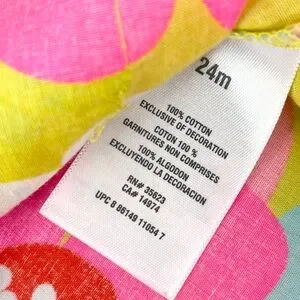 24m
100% COTTON
EXCLUSIVE OF DECORATION
COTON 100 %
GARNITURES NON COMPRISES
100% ALGODON
EXCLUYENDO LA DECORACION
RN# 35623
CA# 14974
UPC 8 86149 11054 7